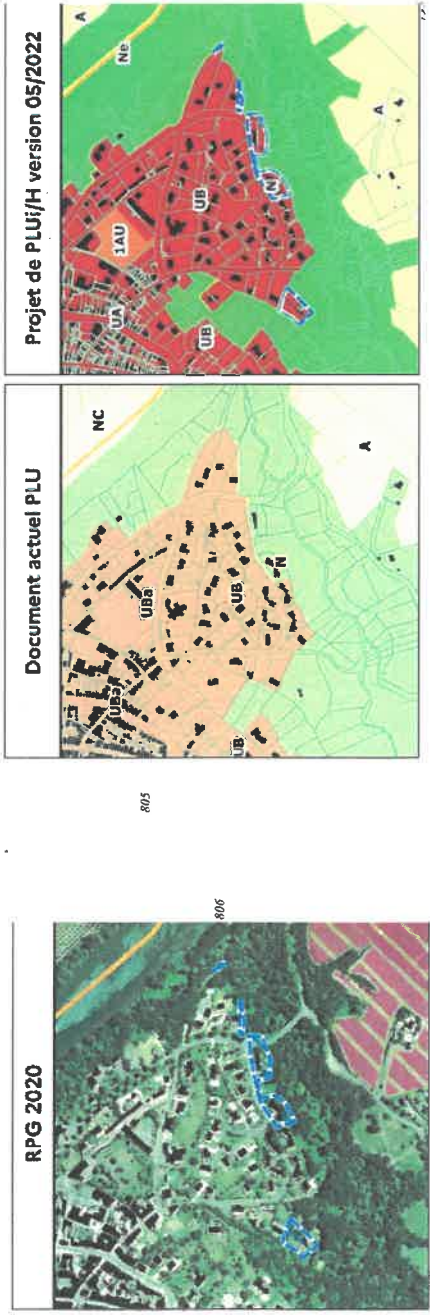 RPG 2020
806
805
Document actuel PLU
NC
UBa
UBa
UB
N
UB
A
Projet de PLUi/H version 05/2022
A
Ne
1AU
UA
UB
UB
Nj
A